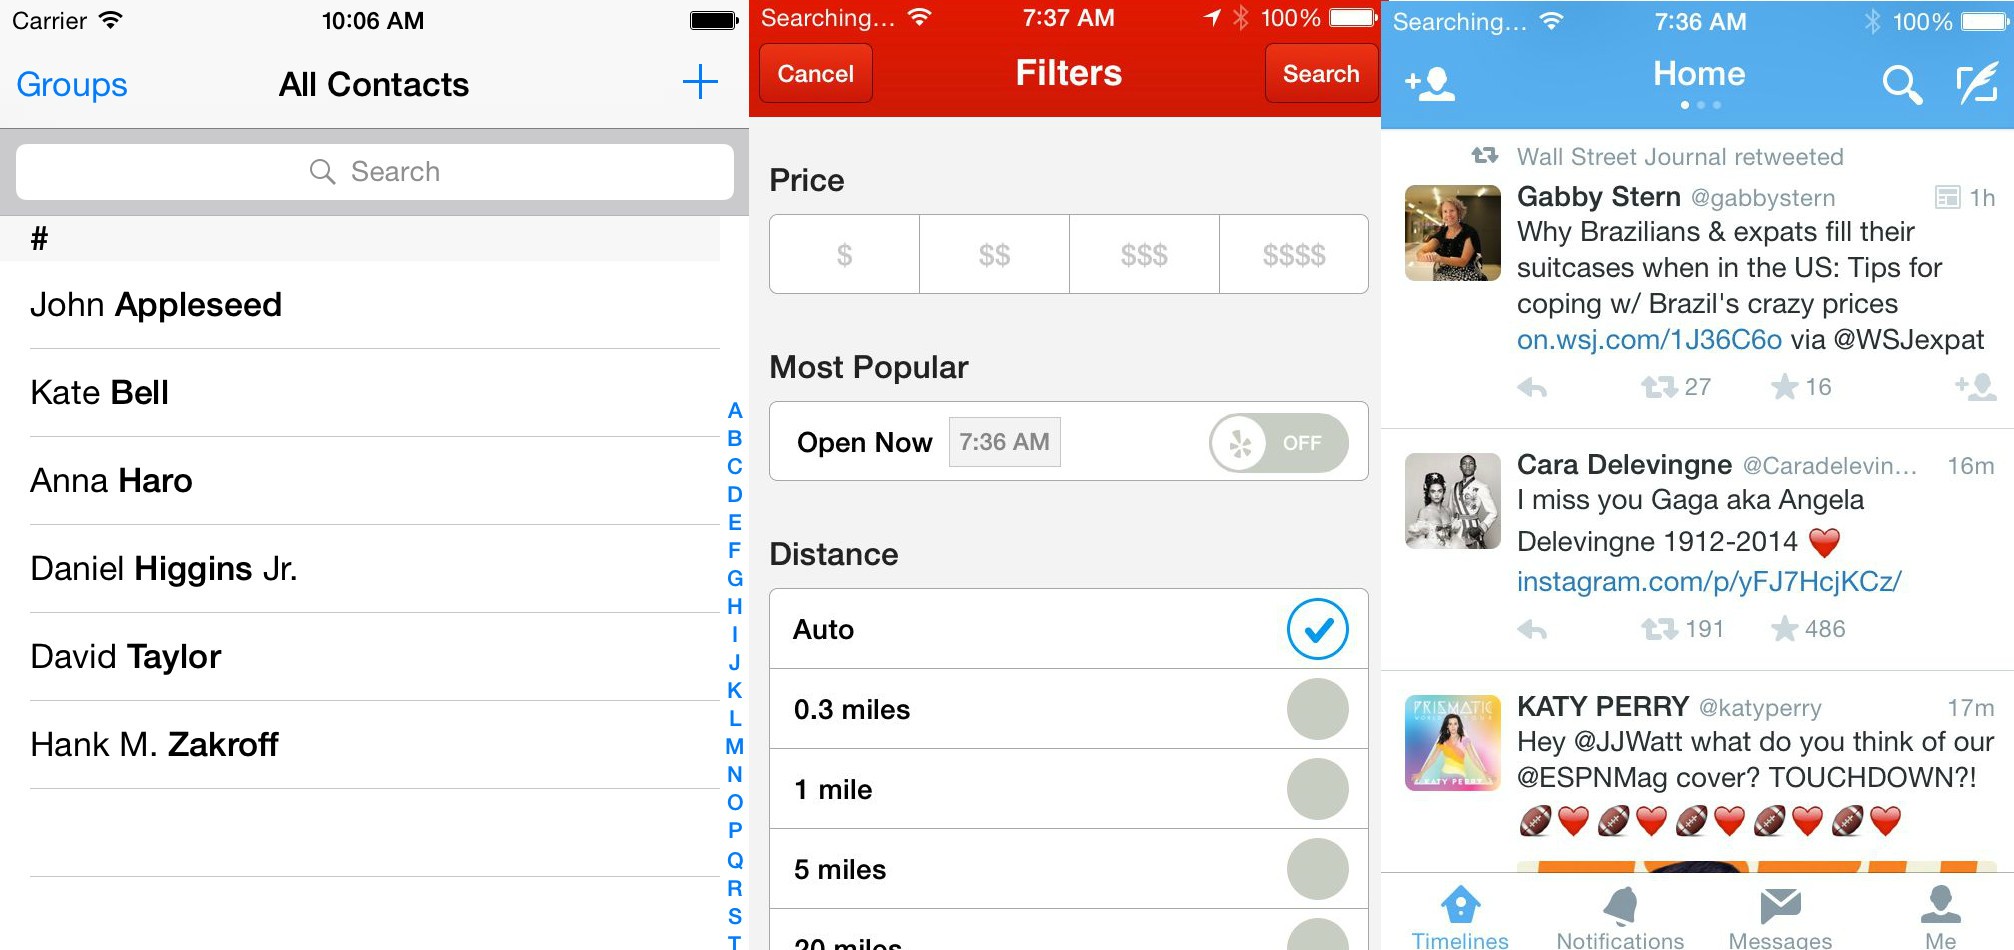 Carrier 10:06 AM
Groups All Contacts
Search
#
John Appleseed
Kate Bell
Anna Haro
Daniel Higgins Jr.
David Taylor
Hank M. Zakroff
A
B
C
D
E
F
G
H
I
J
K
L
M
N
O
P
Q
R
S
T
Searching... 7:37 AM 100%
Cancel Filters Search
Price
$ $$ $$$ $$$$
Most Popular
Open Now 7:36 AM OFF
Distance
Auto
0.3 miles
1 mile
5 miles
20 miles
Searching... 7:36 AM 100%
Home
Wall Street Journal retweeted
Gabby Stern @gabbystern 1h
Why Brazilians & expats fill their
suitcases when in the US: Tips for
coping w/ Brazil's crazy prices
on.wsj.com/1J36C6o via @WSJexpat
27 16
Cara Delevingne @Caradelevin... 16m
I miss you Gaga aka Angela
Delevingne 1912-2014 ❤️
instagram.com/p/yFJ7HcjKCz/
191 486
PRISMATIC
KATY PERRY
KATY PERRY @katyperry 17m
Hey @JJWatt what do you think of our
@ESPNMag cover? TOUCHDOWN?!
🏈❤️🏈❤️🏈❤️🏈❤️🏈❤️
Timelines Notifications Messages Me